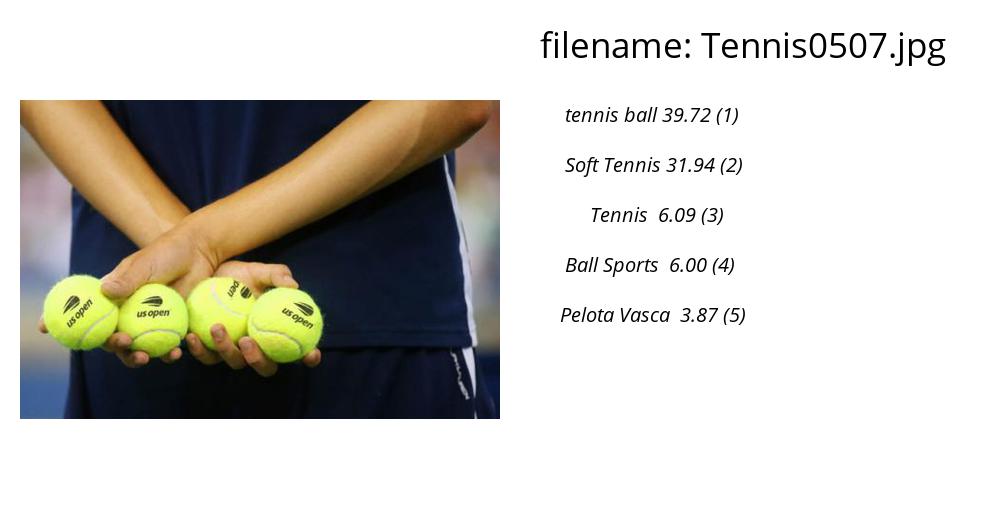 filename: Tennis0507.jpg
tennis ball 39.72 (1)
Soft Tennis 31.94 (2)
Tennis 6.09 (3)
Ball Sports 6.00 (4)
Pelota Vasca 3.87 (5)
us open
us open
open
us open